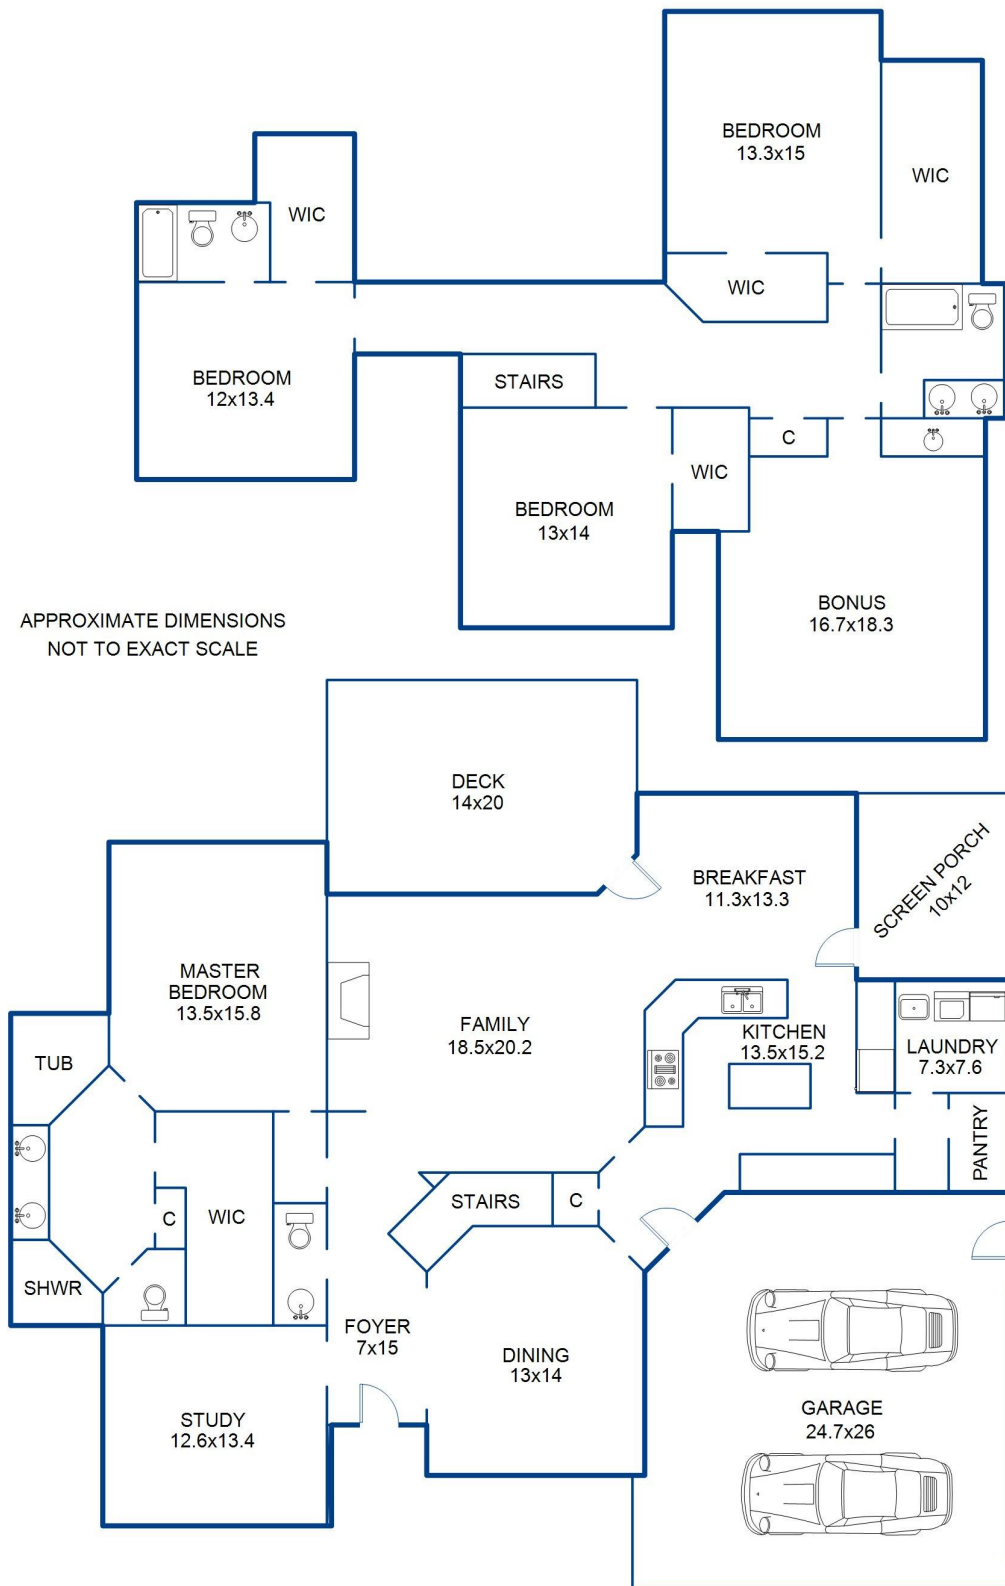 BEDROOM
13.3x15
WIC
WIC
WIC
BEDROOM
12x13.4
STAIRS
C
WIC
BEDROOM
13x14
BONUS
16.7x18.3
APPROXIMATE DIMENSIONS
NOT TO EXACT SCALE
DECK
14x20
BREAKFAST
11.3x13.3
SCREEN PORCH
10x12
MASTER
BEDROOM
13.5x15.8
FAMILY
18.5x20.2
KITCHEN
13.5x15.2
LAUNDRY
7.3x7.6
TUB
PANTRY
STAIRS
C
C
WIC
SHWR
FOYER
7x15
DINING
13x14
STUDY
12.6x13.4
GARAGE
24.7x26